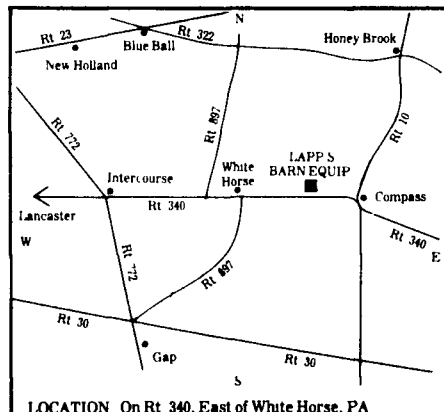 N
Rt 23
Blue Ball
Rt 322
Honey Brook
New Holland
Rt 772
Rt 897
Rt 10
LAPP S
BARN EQUIP
Intercourse
White
Horse
Compass
Lancaster
Rt 340
W
Rt 340
E
Rt 772
Rt 897
Rt 30
Rt 30
Gap
S
LOCATION On Rt 340, East of White Horse, PA